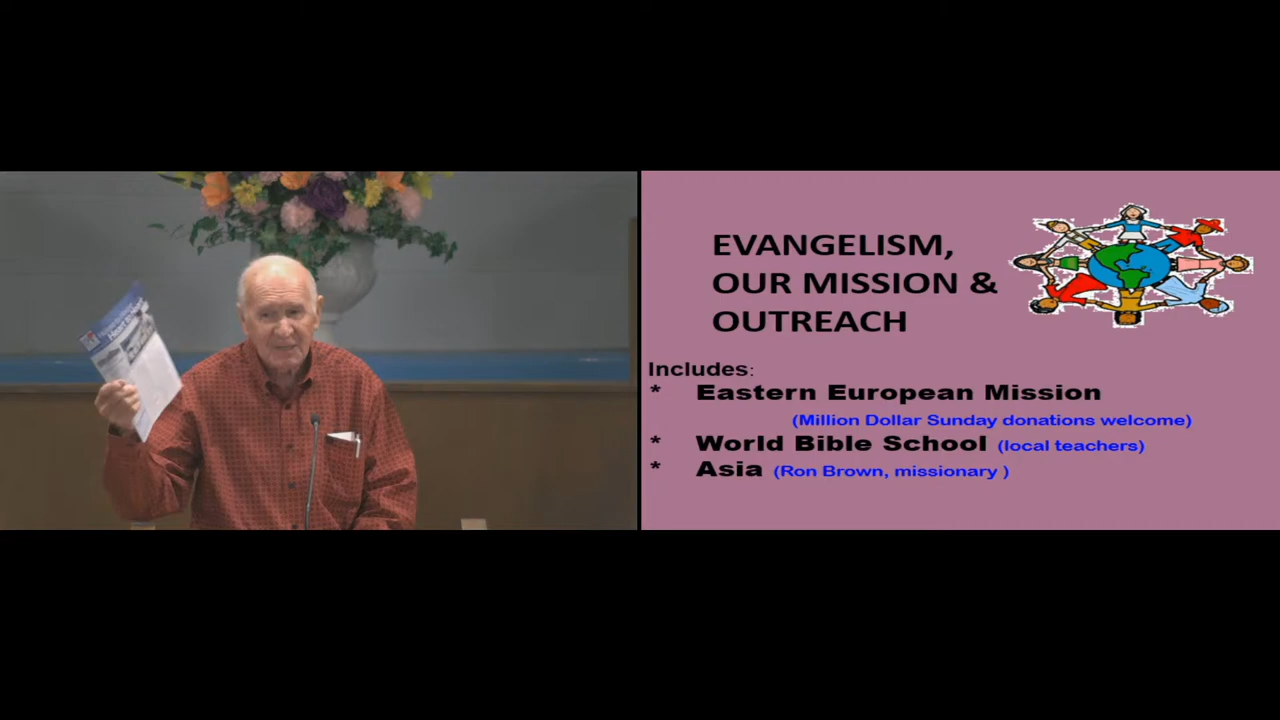 EVANGELISM,
OUR MISSION &
OUTREACH
Includes:
* Eastern European Mission
(Million Dollar Sunday donations welcome)
* World Bible School (local teachers)
* Asia (Ron Brown, missionary )